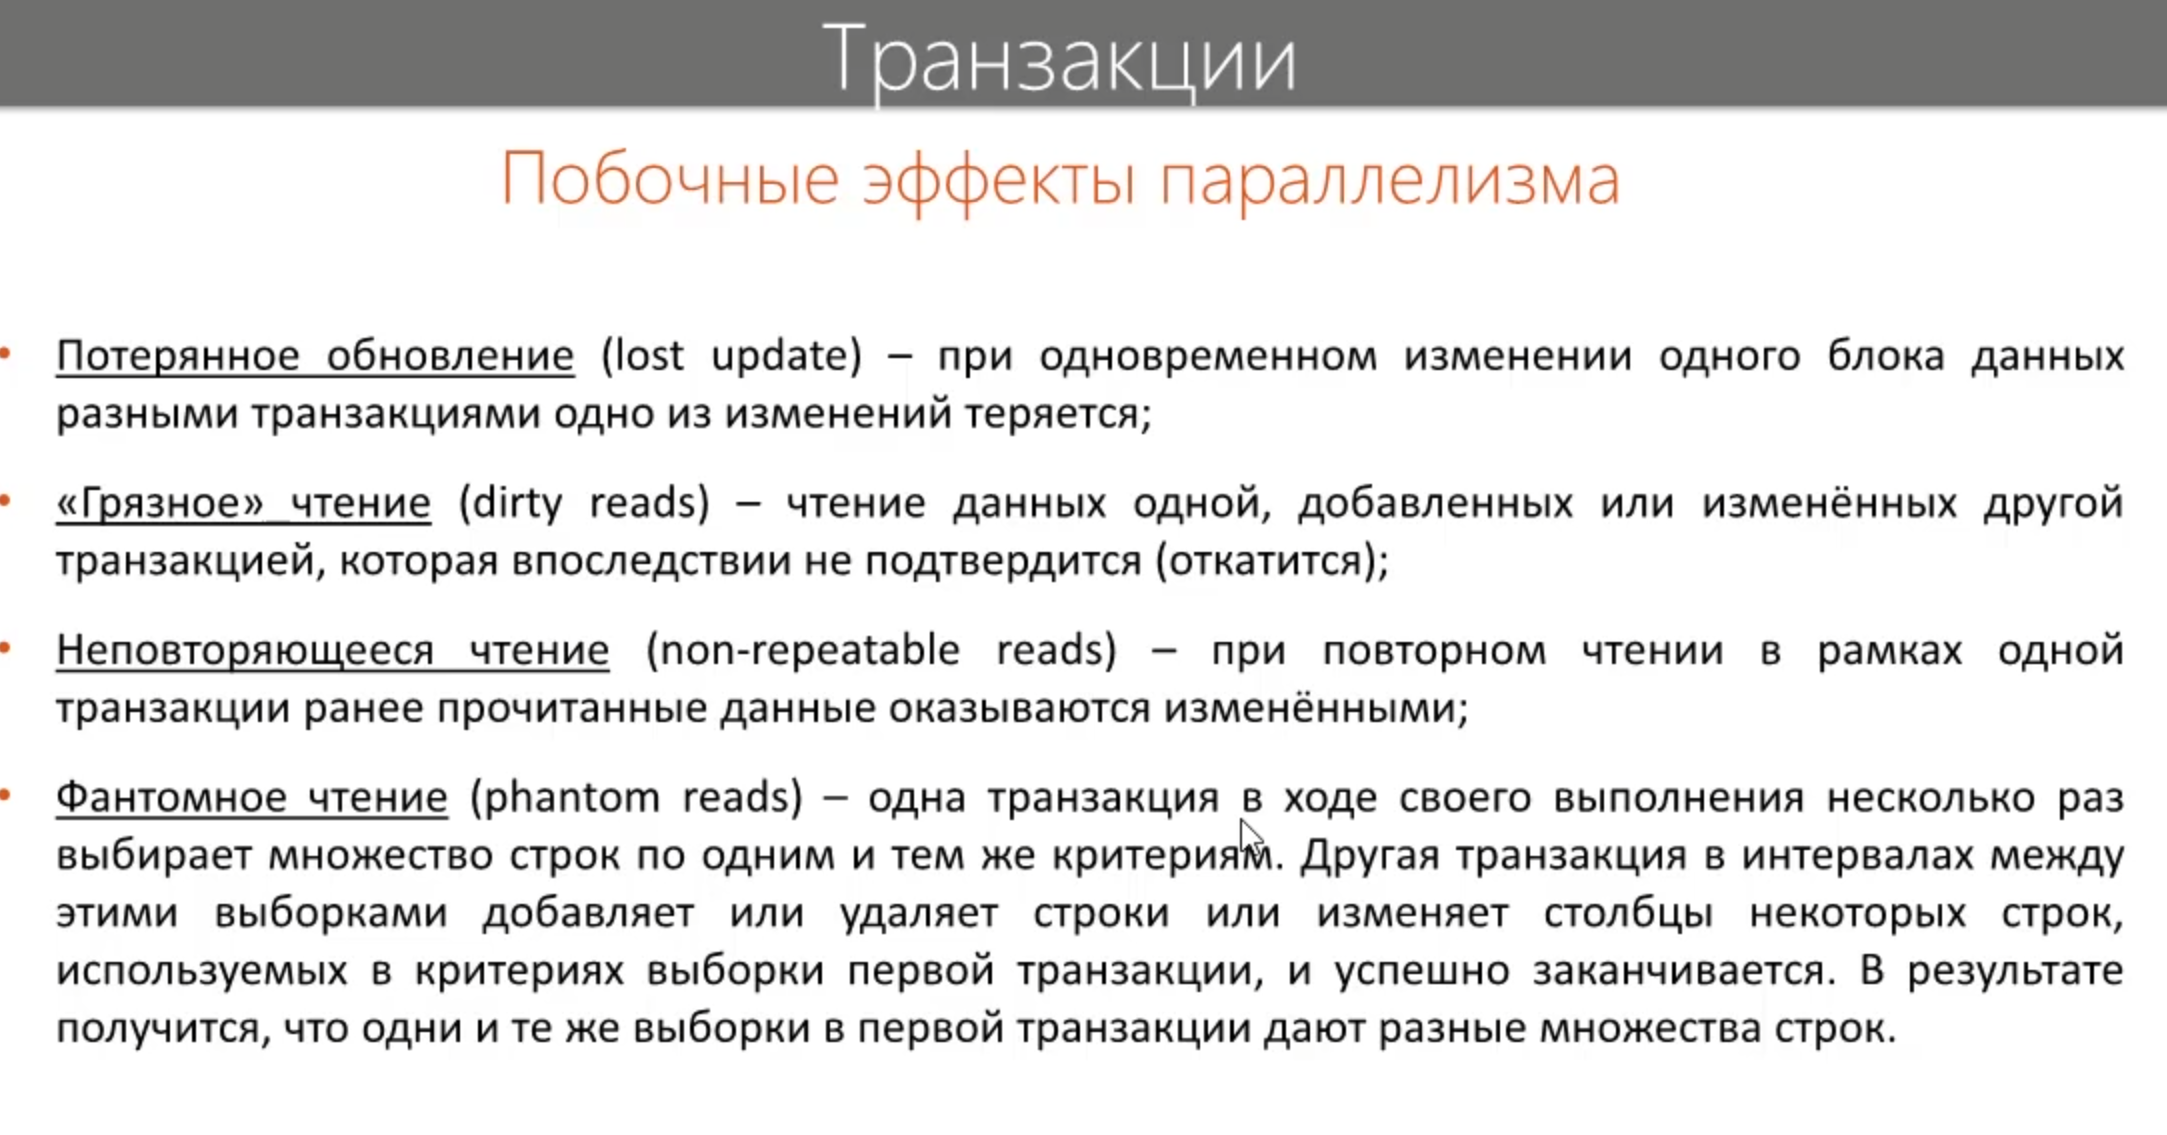 Транзакции
Побочные эффекты параллелизма
• Потерянное обновление (lost update) – при одновременном изменении одного блока данных
разными транзакциями одно из изменений теряется;
• «Грязное» чтение (dirty reads) – чтение данных одной, добавленных или изменённых другой
транзакцией, которая впоследствии не подтвердится (откатится);
• Неповторяющееся чтение (non-repeatable reads) – при повторном чтении в рамках одной
транзакции ранее прочитанные данные оказываются изменёнными;
• Фантомное чтение (phantom reads) – одна транзакция в ходе своего выполнения несколько раз
выбирает множество строк по одним и тем же критериям. Другая транзакция в интервалах между
этими выборками добавляет или удаляет строки или изменяет столбцы некоторых строк,
используемых в критериях выборки первой транзакции, и успешно заканчивается. В результате
получится, что одни и те же выборки в первой транзакции дают разные множества строк.